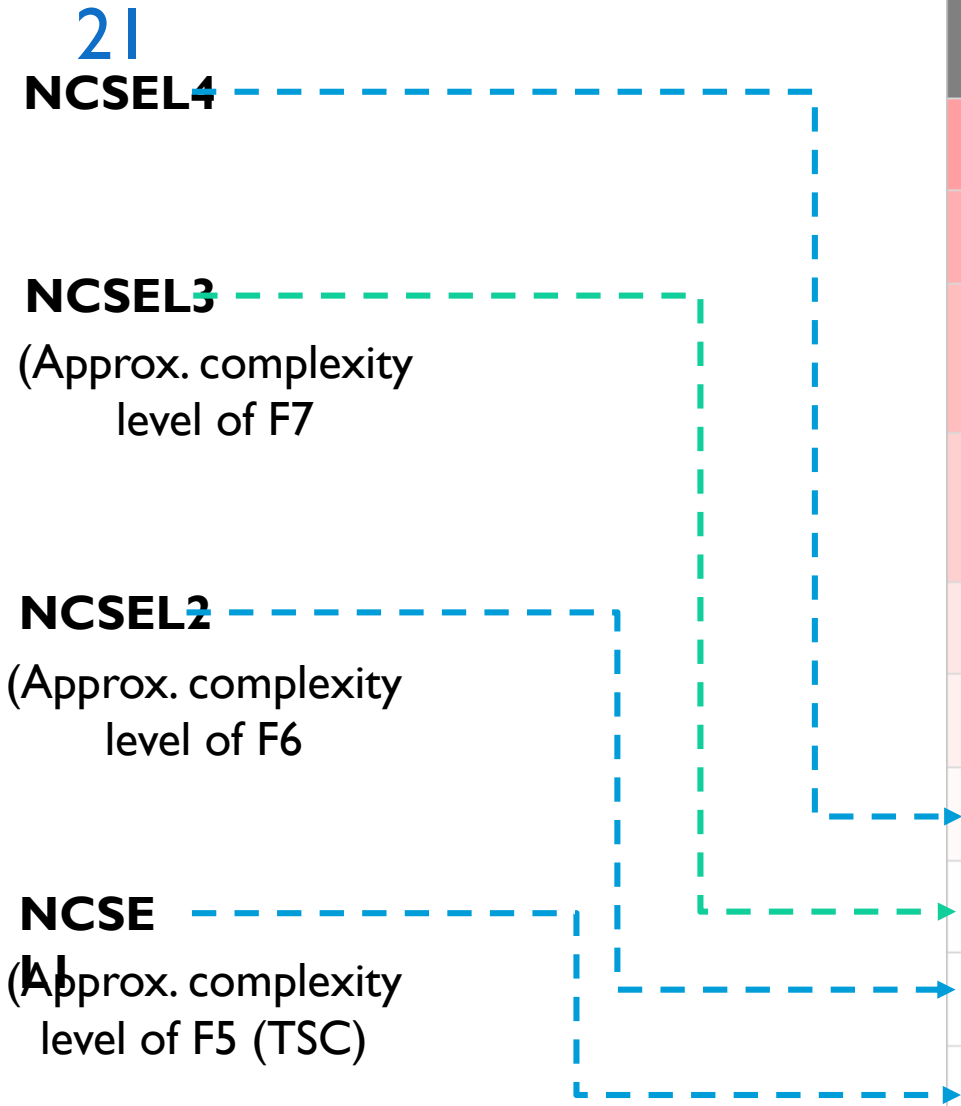 21
NCSEL4
NCSEL3
(Approx. complexity
level of F7
NCSEL2
(Approx. complexity
level of F6
NCSE
L1
(Approx. complexity
level of F5 (TSC)